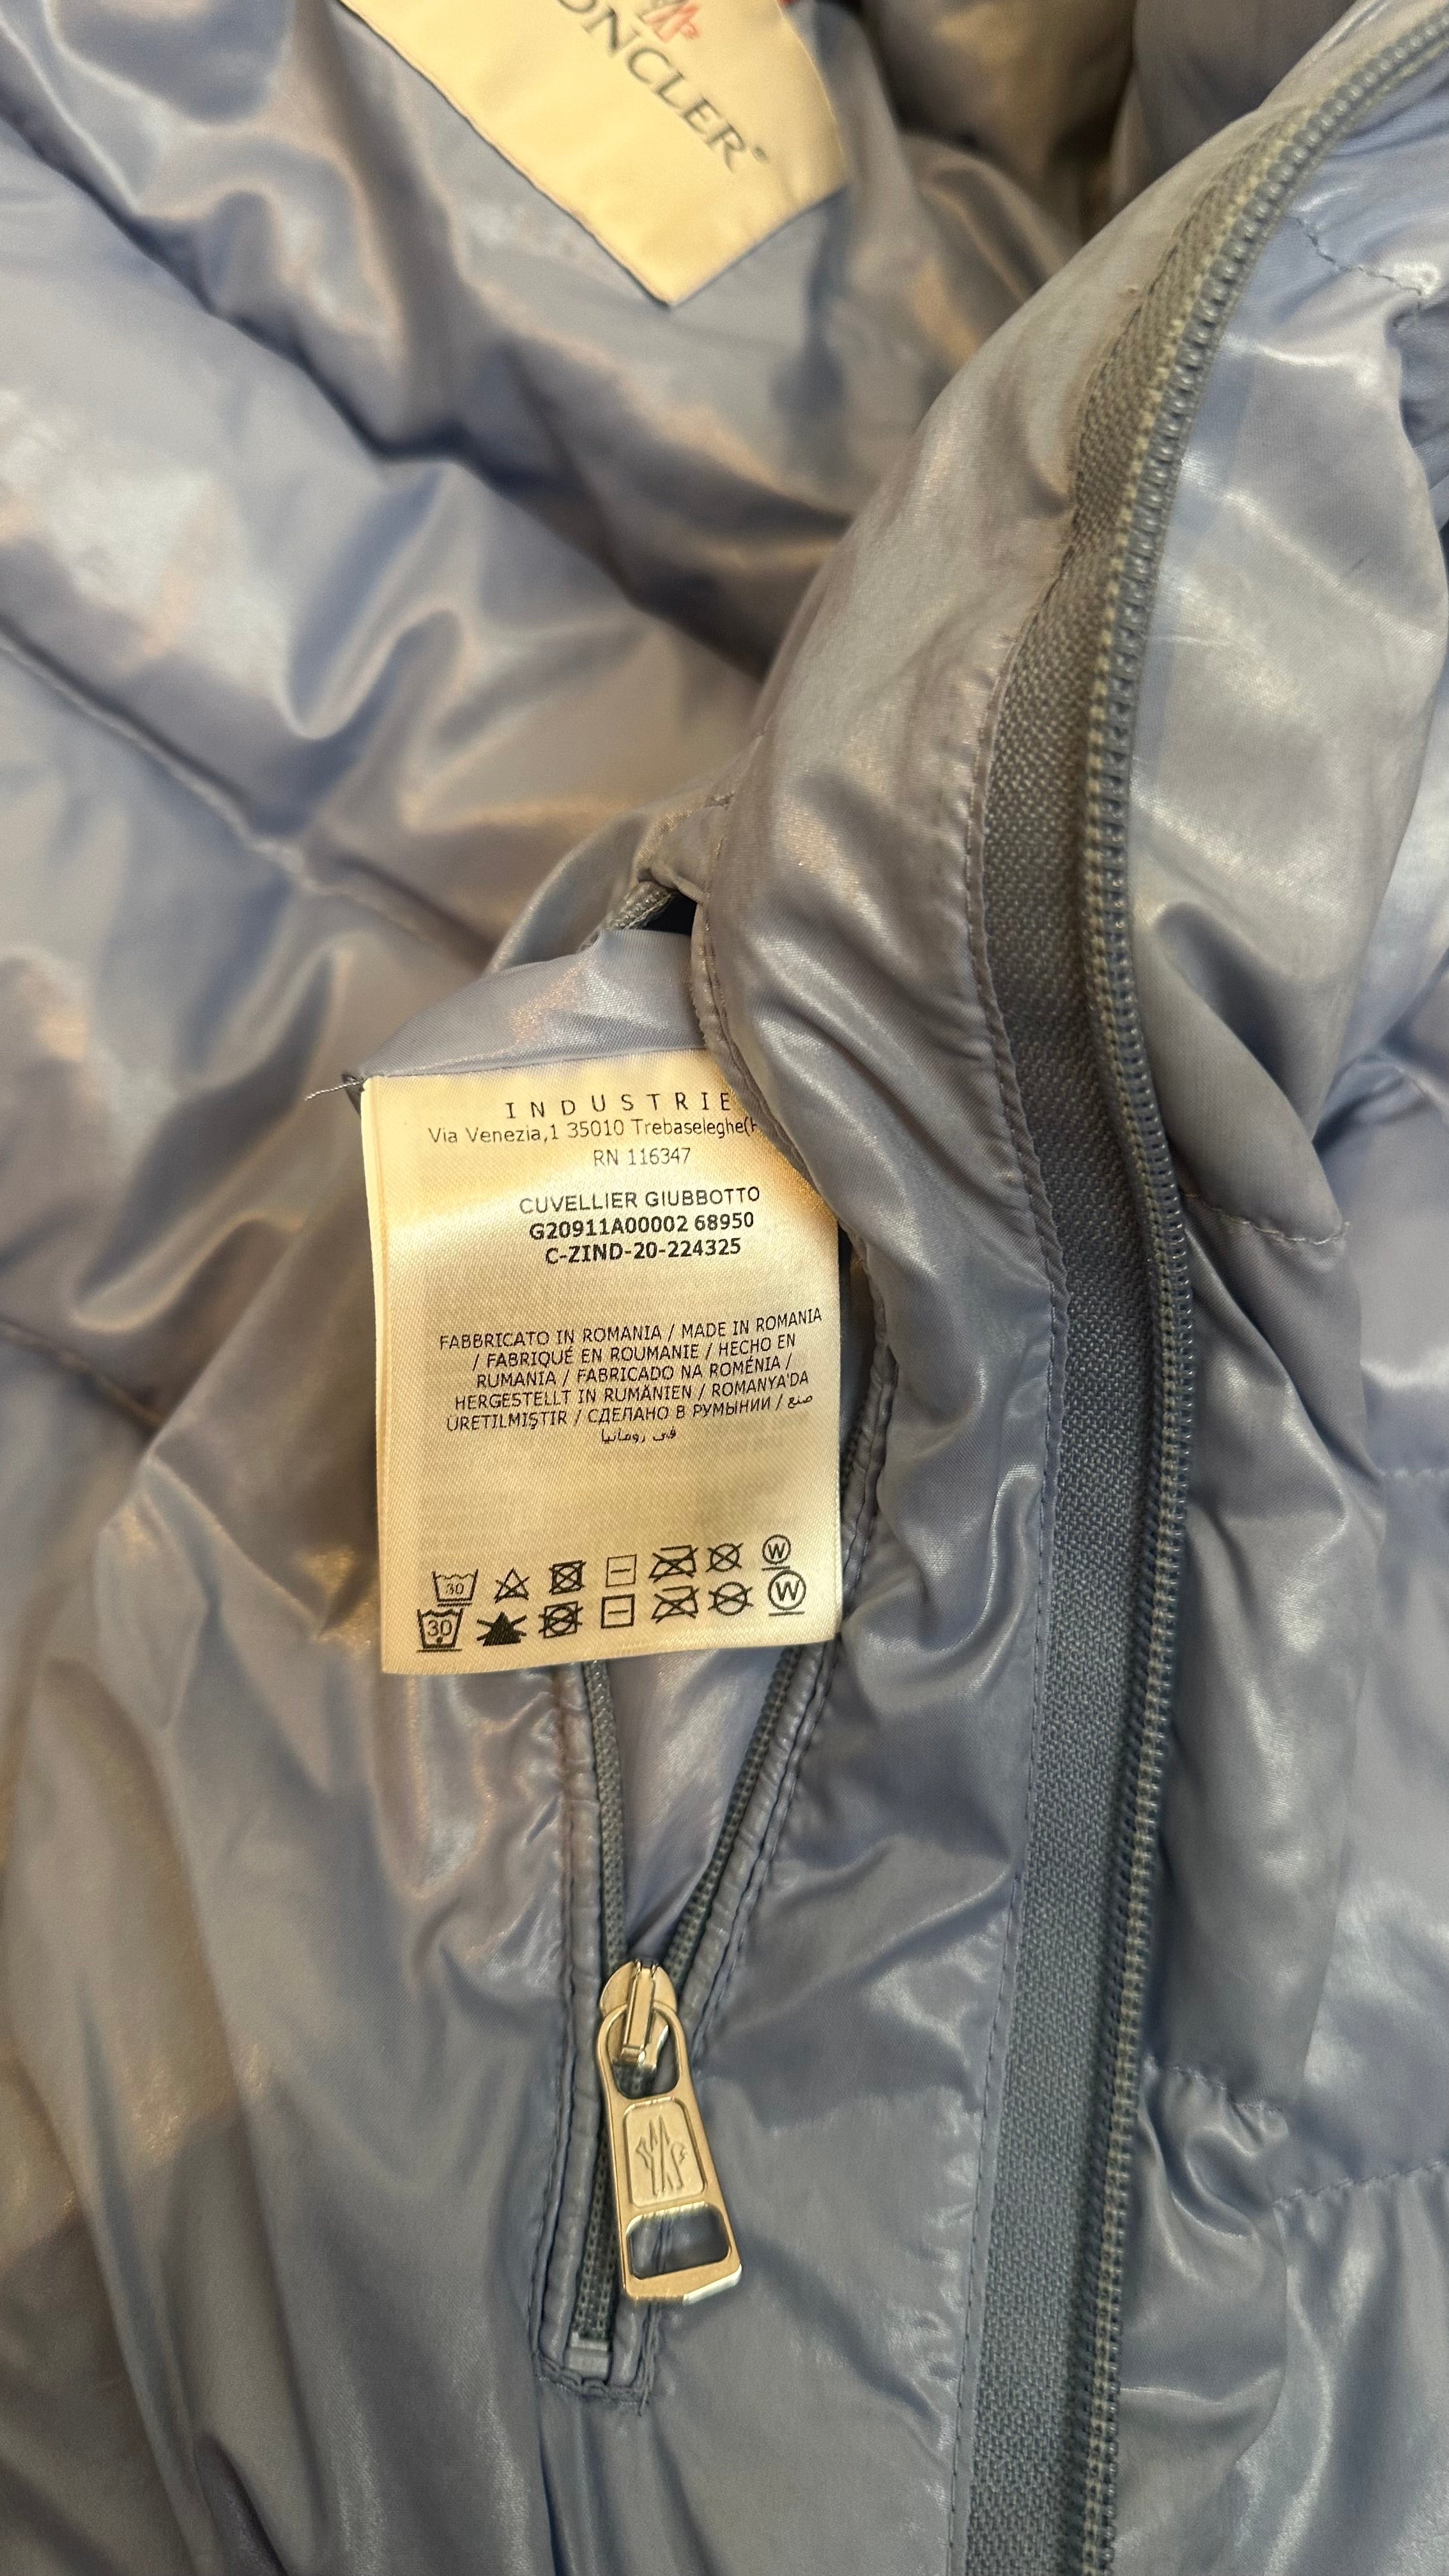 ONCLER®
INDUSTRIE
Via Venezia,1 35010 Trebaseleghe(
RN 116347
CUVELLIER GIUBBOTTO
G20911A00002 68950
C-ZIND-20-224325
FABBRICATO IN ROMANIA / MADE IN ROMANIA
/ FABRIQUÉ EN ROUMANIE / HECHO EN
RUMANIA / FABRICADO NA ROMÉNIA /
HERGESTELLT IN RUMÄNIEN / ROMANYA'DA
ÜRETILMIŞTIR / СДЕЛАНО В РУМЫНИИ / صنع
في رومانيا
30 W
30 W